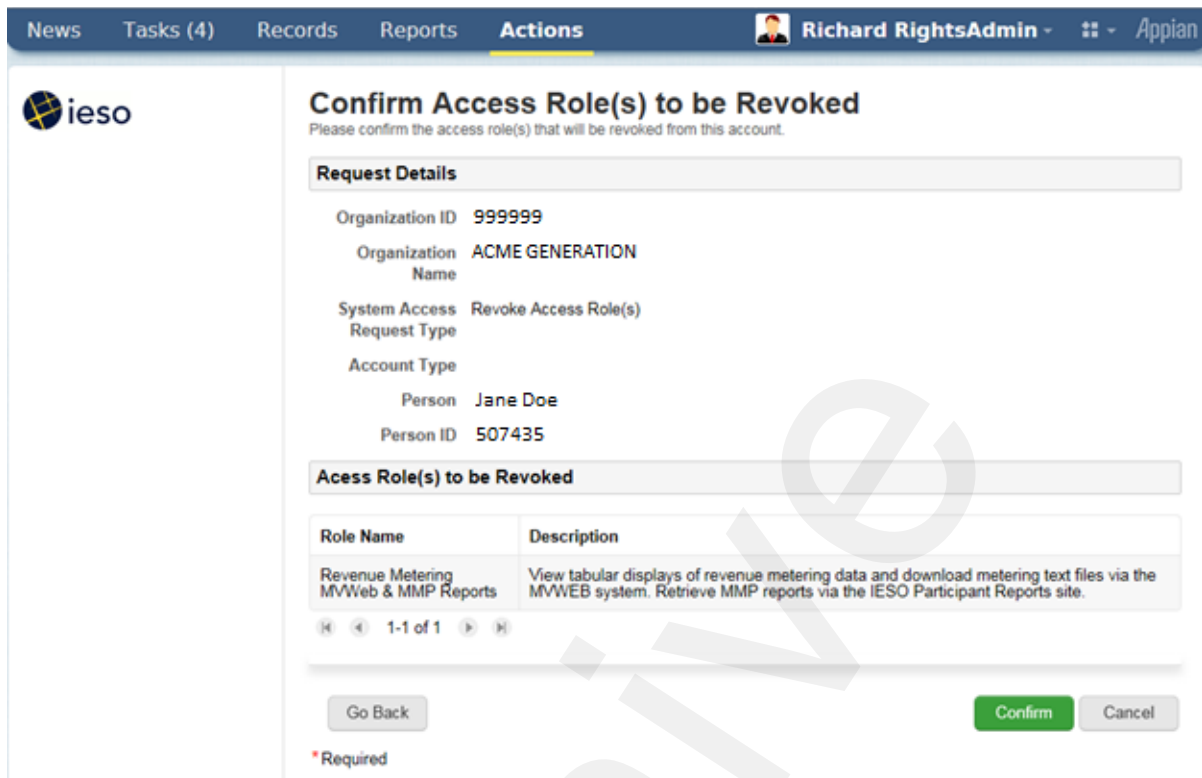 News Tasks (4) Records Reports Actions Richard RightsAdmin Appian
ieso
Confirm Access Role(s) to be Revoked
Please confirm the access role(s) that will be revoked from this account.
Request Details
Organization ID 999999
Organization ACME GENERATION
Name
System Access Revoke Access Role(s)
Request Type
Account Type
Person Jane Doe
Person ID 507435
Acess Role(s) to be Revoked
Role Name Description
Revenue Metering View tabular displays of revenue metering data and download metering text files via the
MVWeb & MMP Reports MVWEB system. Retrieve MMP reports via the IESO Participant Reports site.
1-1 of 1
Go Back Confirm Cancel
*Required